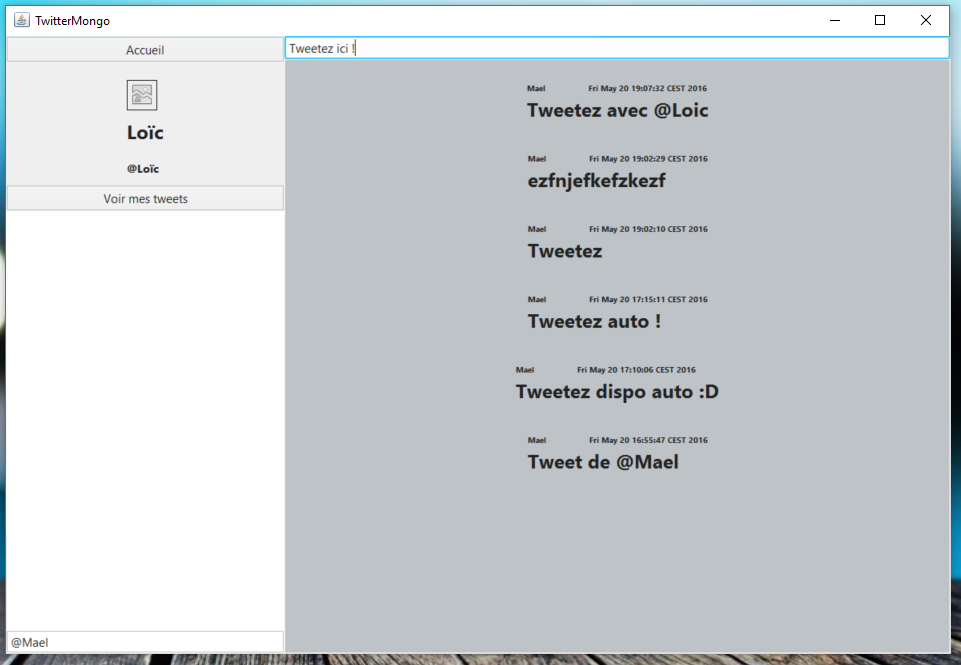 TwitterMongo
Accueil
Loïc
@Loïc
Voir mes tweets
@Mael
Tweetez ici !
Mael Fri May 20 19:07:32 CEST 2016
Tweetez avec @Loic
Mael Fri May 20 19:02:29 CEST 2016
ezfnjefkefzkezf
Mael Fri May 20 19:02:10 CEST 2016
Tweetez
Mael Fri May 20 17:15:11 CEST 2016
Tweetez auto !
Mael Fri May 20 17:10:06 CEST 2016
Tweetez dispo auto :D
Mael Fri May 20 16:55:47 CEST 2016
Tweet de @Mael